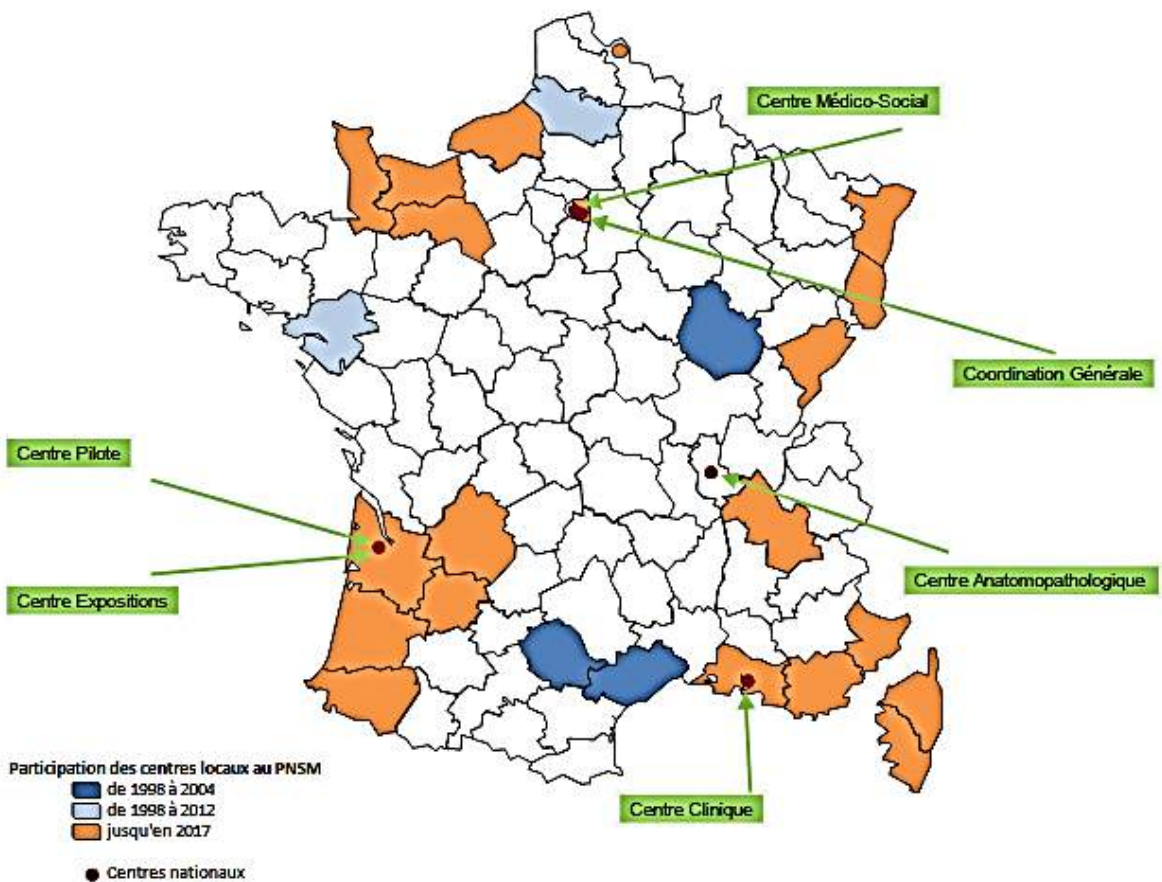 Centre Médico-Social
Coordination Générale
Centre Pilote
Centre Expositions
Centre Anatomopathologique
Centre Clinique
Participation des centres locaux au PNSM
de 1998 à 2004
de 1998 à 2012
jusqu'en 2017
Centres nationaux